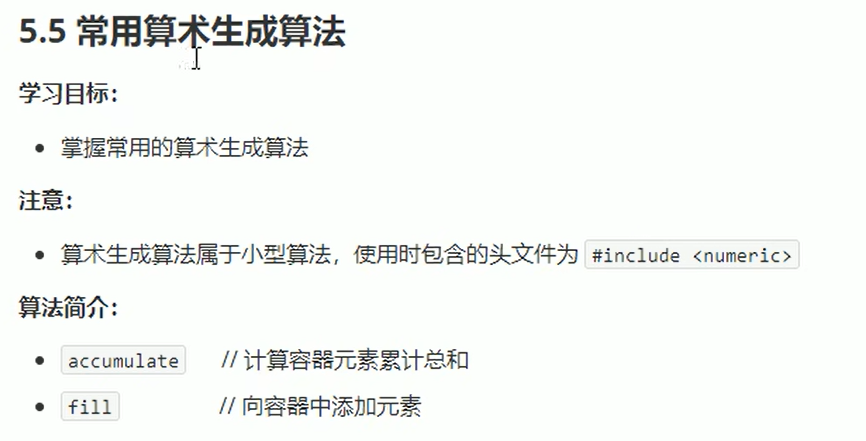 5.5 常用算术生成算法
学习目标：
掌握常用的算术生成算法
注意：
算术生成算法属于小型算法，使用时包含的头文件为 #include <numeric>
算法简介：
accumulate // 计算容器元素累计总和
fill // 向容器中添加元素